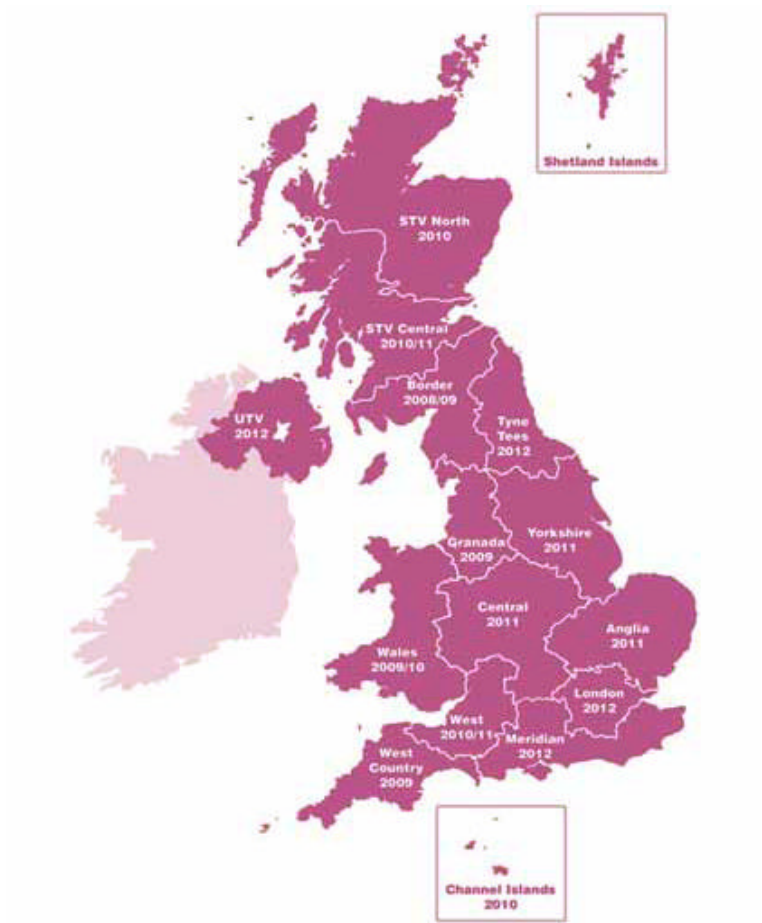 Shetland Islands
STV North
2010
STV Central
2010/11
Border
2008/09
UTV
2012
Tyne
Tees
2012
Granada
2009
Yorkshire
2011
Central
2011
Anglia
2011
Wales
2009/10
London
2012
West
2010/11
Meridian
2012
West
Country
2009
Channel Islands
2010